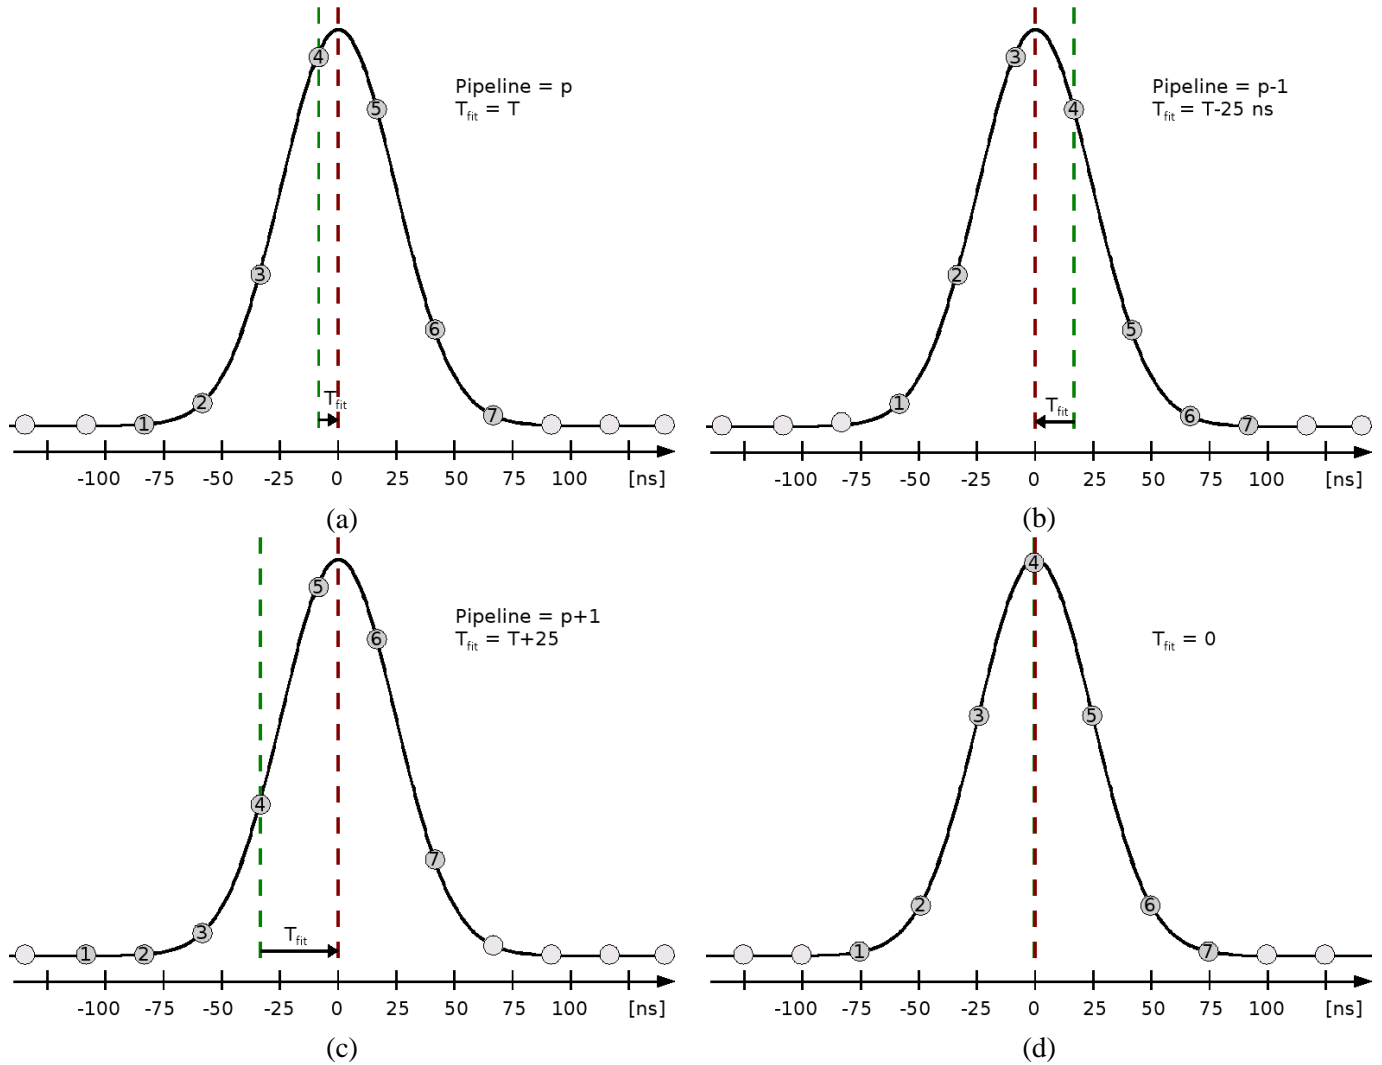 Pipeline = p
T_fit = T
4
5
3
6
T_fit
2
1
7
-100 -75 -50 -25 0 25 50 75 100 [ns]
(a)
Pipeline = p-1
T_fit = T-25 ns
3
4
2
5
T_fit
1
6
7
-100 -75 -50 -25 0 25 50 75 100 [ns]
(b)
Pipeline = p+1
T_fit = T+25
5
6
4
7
T_fit
3
1
2
-100 -75 -50 -25 0 25 50 75 100 [ns]
(c)
T_fit = 0
4
3
5
2
6
1
7
-100 -75 -50 -25 0 25 50 75 100 [ns]
(d)